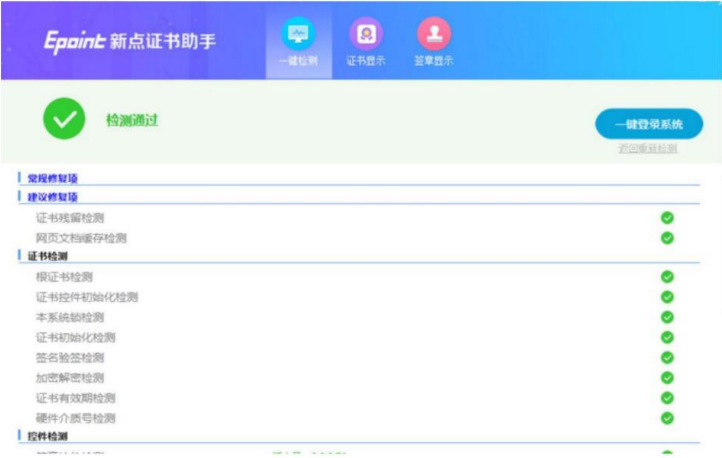 Epoint 新点证书助手
一键检测 证书显示 签章显示
检测通过
一键登录系统
返回重新检测
常规修复项
建议修复项
证书残留检测
网页文档缓存检测
证书检测
根证书检测
证书控件初始化检测
本系统锁检测
证书初始化检测
签名验签检测
加密解密检测
证书有效期检测
硬件介质号检测
控件检测